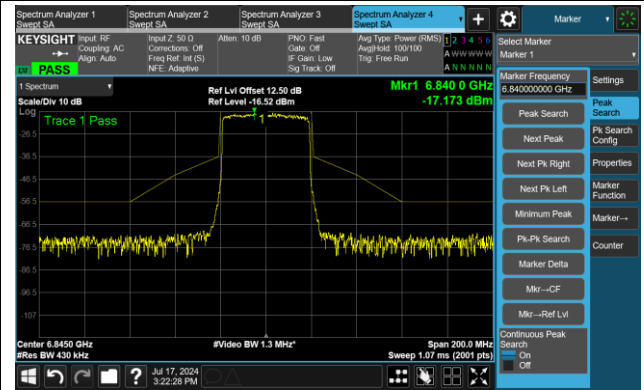 Spectrum Analyzer 1
Swept SA
Spectrum Analyzer 2
Swept SA
Spectrum Analyzer 3
Swept SA
Spectrum Analyzer 4
Swept SA
+
Marker
KEYSIGHT
Input: RF
Coupling: AC
Align: Auto
Input Z: 50 Ω
Corrections: Off
Freq Ref: Int (S)
NFE: Adaptive
Atten: 10 dB
PNO: Fast
Gate: Off
IF Gain: Low
Sig Track: Off
Avg Type: Power (RMS)
Avg|Hold: 100/100
Trig: Free Run
1 2 3 4 5 6
A W W W W W
A N N N N N
PASS
Select Marker
Marker 1
1 Spectrum
Scale/Div 10 dB
Ref Lvl Offset 12.50 dB
Ref Level -16.52 dBm
Mkr1 6.840 0 GHz
-17.173 dBm
Log
Trace 1 Pass
1
-26.5
-36.5
-46.5
-56.5
-66.5
-76.5
-86.5
-96.5
-107
Center 6.8450 GHz
#Res BW 430 kHz
#Video BW 1.3 MHz*
Span 200.0 MHz
Sweep 1.07 ms (2001 pts)
Marker Frequency
6.840000000 GHz
Peak Search
Next Peak
Next Pk Right
Next Pk Left
Minimum Peak
Pk-Pk Search
Marker Delta
Mkr→CF
Mkr→Ref Lvl
Continuous Peak
Search
On
Off
Settings
Peak
Search
Pk Search
Config
Properties
Marker
Function
Marker→
Counter
?
Jul 17, 2024
3:22:28 PM